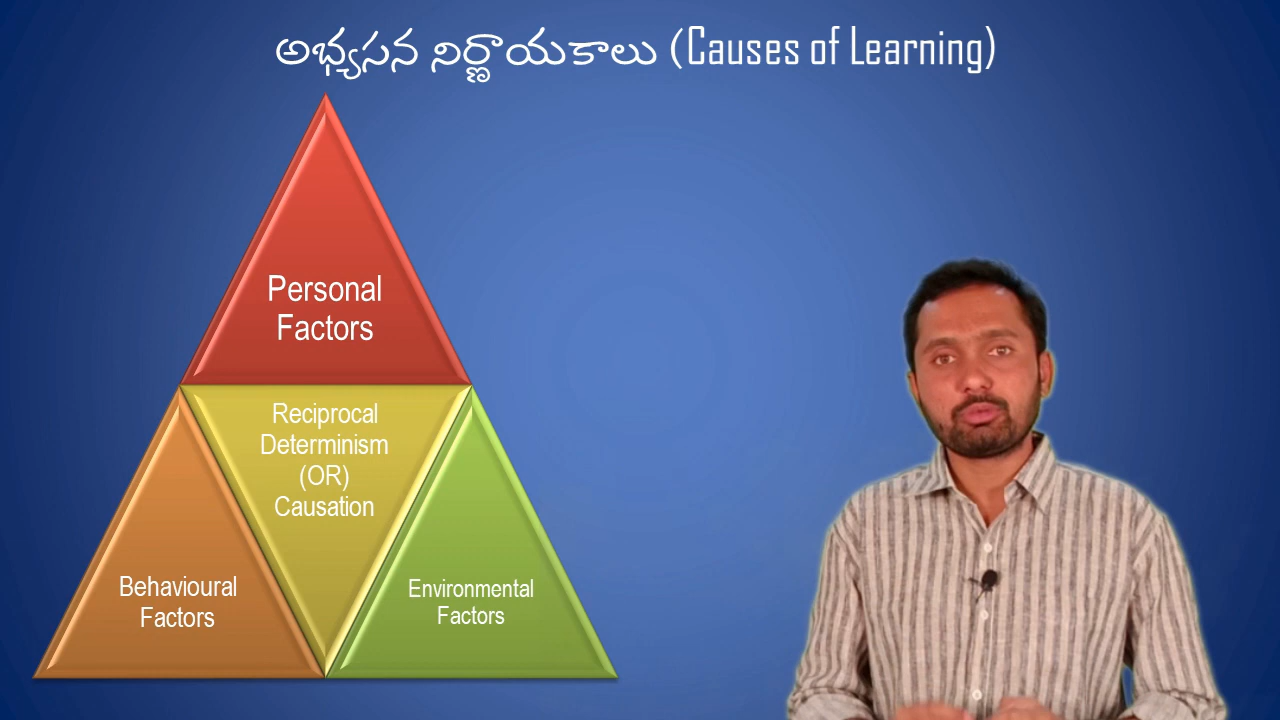 అభ్యసన నిర్ణాయకాలు (Causes of Learning)
Personal
Factors
Reciprocal
Determinism
(OR)
Causation
Behavioural
Factors
Environmental
Factors